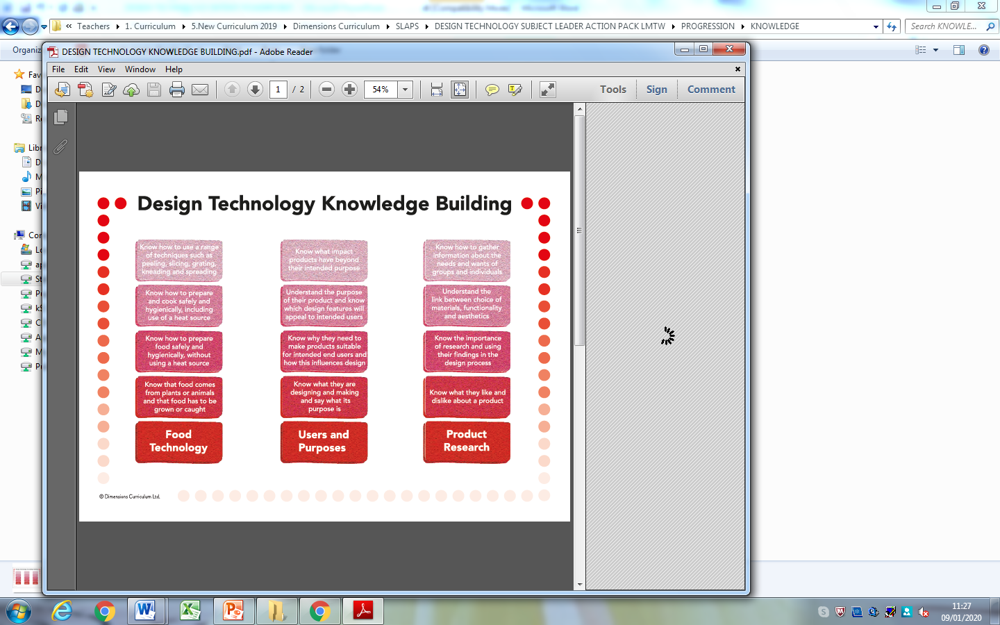 Teachers 1. Curriculum 5.New Curriculum 2019 Dimensions Curriculum SLAPS DESIGN TECHNOLOGY SUBJECT LEADER ACTION PACK LMTW PROGRESSION KNOWLEDGE
Search KNOWLE...
Organiz
DESIGN TECHNOLOGY KNOWLEDGE BUILDING.pdf - Adobe Reader
File Edit View Window Help
1 / 2 54% Tools Sign Comment
Fav
D
D
Re
Libr
D
M
Pi
Vi
Cor
Lo
ap
St
P
kS
C
A
M
P
Design Technology Knowledge Building
Know how to use a range
of techniques such as
peeling, slicing, grating,
kneading and spreading
Know how to prepare
and cook safely and
hygienically, including
use of a heat source
Know how to prepare
food safely and
hygienically, without
using a heat source
Know that food comes
from plants or animals
and that food has to be
grown or caught
Food
Technology
Know what impact
products have beyond
their intended purpose
Understand the purpose
of their product and know
which design features will
appeal to intended users
Know why they need to
make products suitable
for intended end users and
how this influences design
Know what they are
designing and making
and say what its
purpose is
Users and
Purposes
Know how to gather
information about the
needs and wants of
groups and individuals
Understand the
link between choice of
materials, functionality
and aesthetics
Know the importance
of research and using
their findings in the
design process
Know what they like and
dislike about a product
Product
Research
© Dimensions Curriculum Ltd.
11:27
09/01/2020